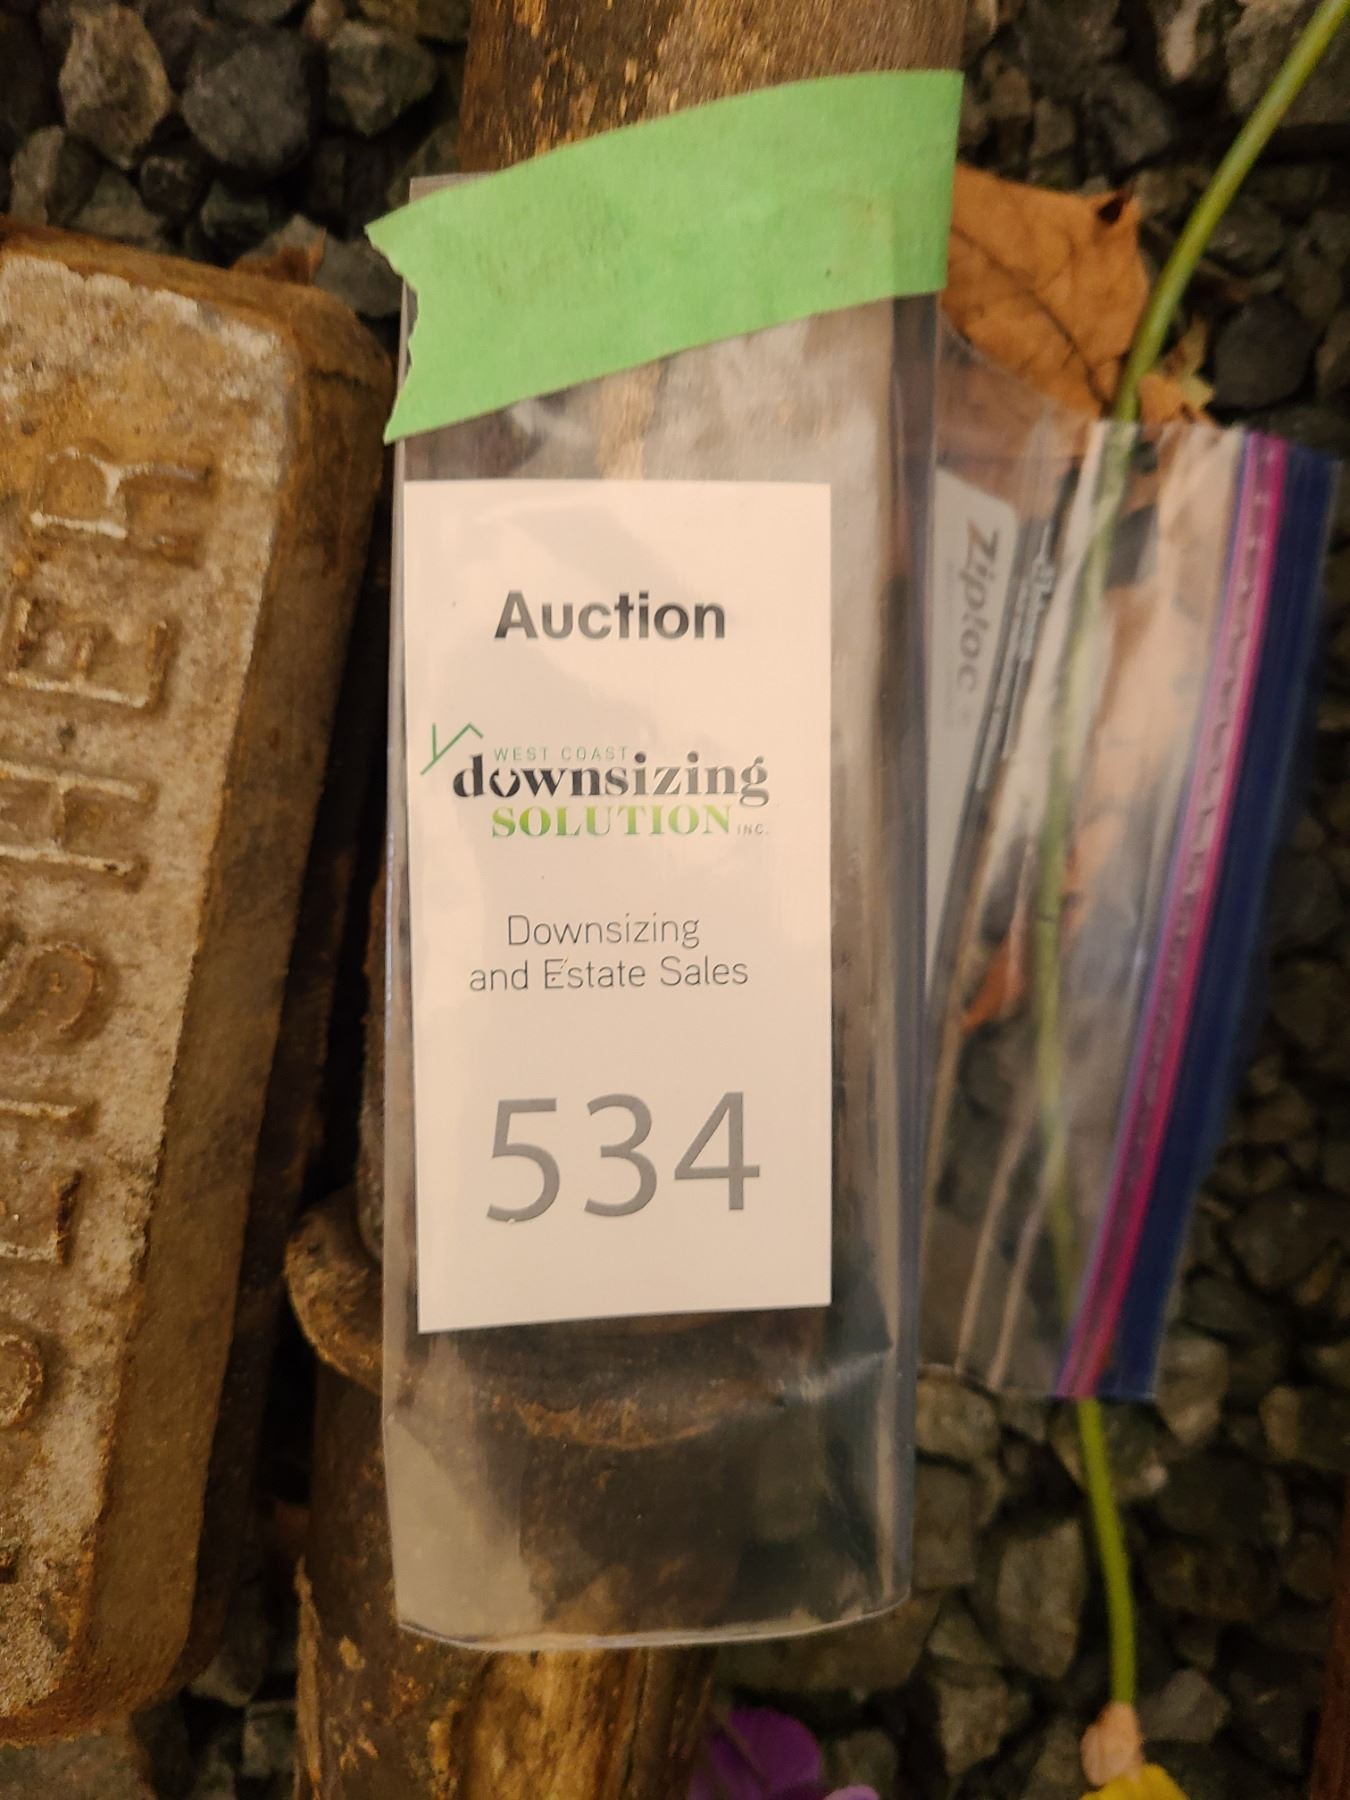 Auction
WEST COAST
downsizing
SOLUTION INC.
Downsizing
and Estate Sales
534
Ziploc